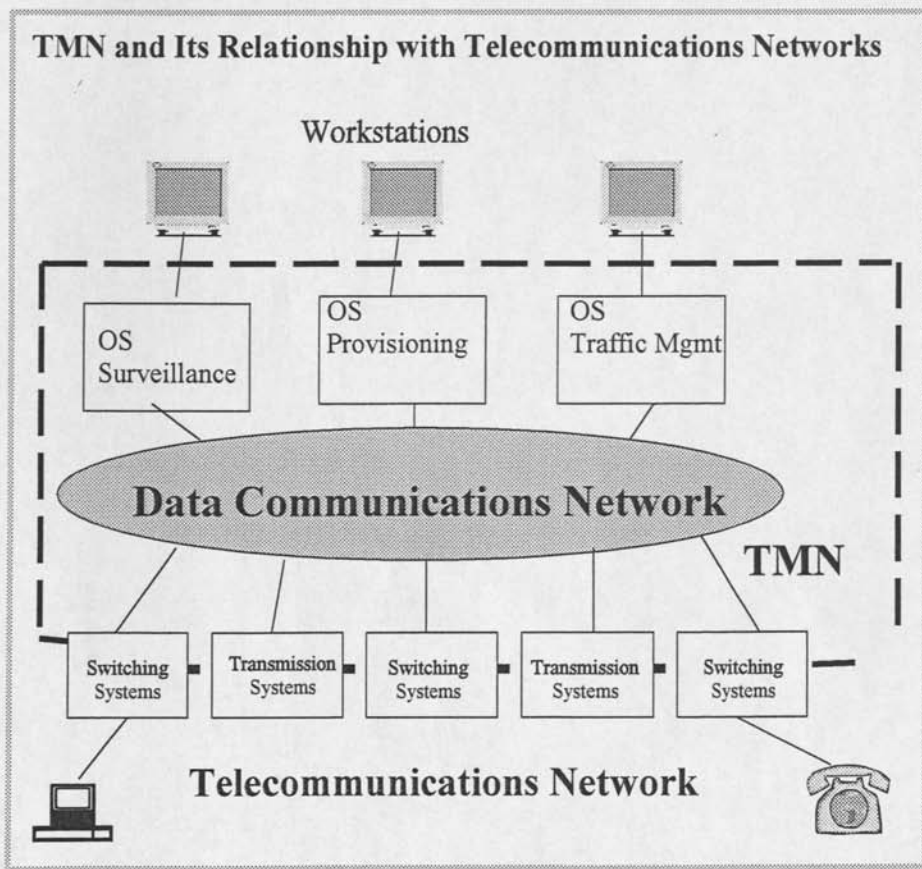 TMN and Its Relationship with Telecommunications Networks
Workstations
OS
Surveillance
OS
Provisioning
OS
Traffic Mgmt
Data Communications Network
TMN
Switching
Systems
Transmission
Systems
Switching
Systems
Transmission
Systems
Switching
Systems
Telecommunications Network